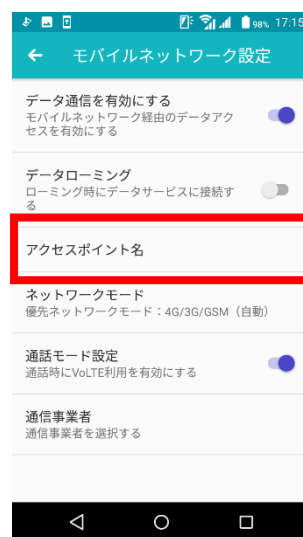 98% 17:15
モバイルネットワーク設定
データ通信を有効にする
モバイルネットワーク経由のデータアク
セスを有効にする
データローミング
ローミング時にデータサービスに接続す
る
アクセスポイント名
ネットワークモード
優先ネットワークモード：4G/3G/GSM（自動）
通話モード設定
通話時にVoLTE利用を有効にする
通信事業者
通信事業者を選択する